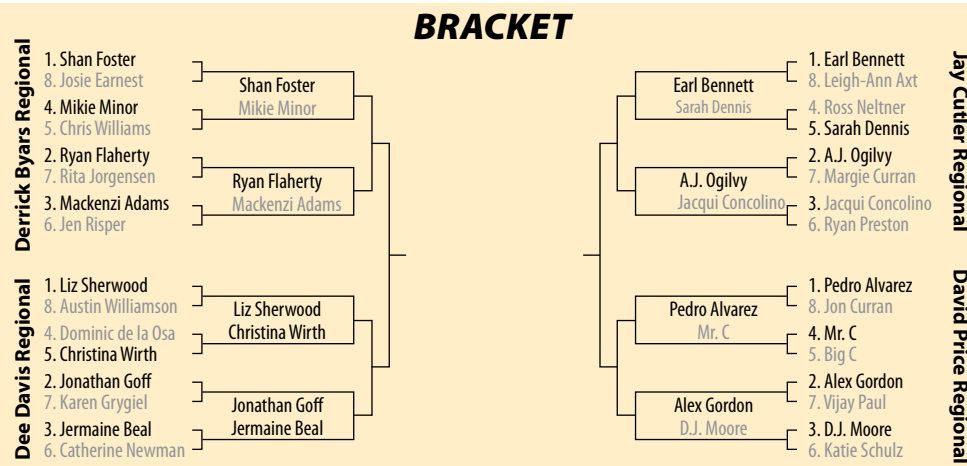 BRACKET
Derrick Byars Regional
1. Shan Foster
8. Josie Earnest
4. Mikie Minor
5. Chris Williams
2. Ryan Flaherty
7. Rita Jorgensen
3. Mackenzi Adams
6. Jen Risper
Shan Foster
Mikie Minor
Ryan Flaherty
Mackenzi Adams
Dee Davis Regional
1. Liz Sherwood
8. Austin Williamson
4. Dominic de la Osa
5. Christina Wirth
2. Jonathan Goff
7. Karen Grygiel
3. Jermaine Beal
6. Catherine Newman
Liz Sherwood
Christina Wirth
Jonathan Goff
Jermaine Beal
Earl Bennett
Sarah Dennis
A.J. Ogilvy
Jacqui Concolino
1. Earl Bennett
8. Leigh-Ann Axt
4. Ross Neltner
5. Sarah Dennis
2. A.J. Ogilvy
7. Margie Curran
3. Jacqui Concolino
6. Ryan Preston
Jay Cutler Regional
Pedro Alvarez
Mr. C
Alex Gordon
D.J. Moore
1. Pedro Alvarez
8. Jon Curran
4. Mr. C
5. Big C
2. Alex Gordon
7. Vijay Paul
3. D.J. Moore
6. Katie Schulz
David Price Regional